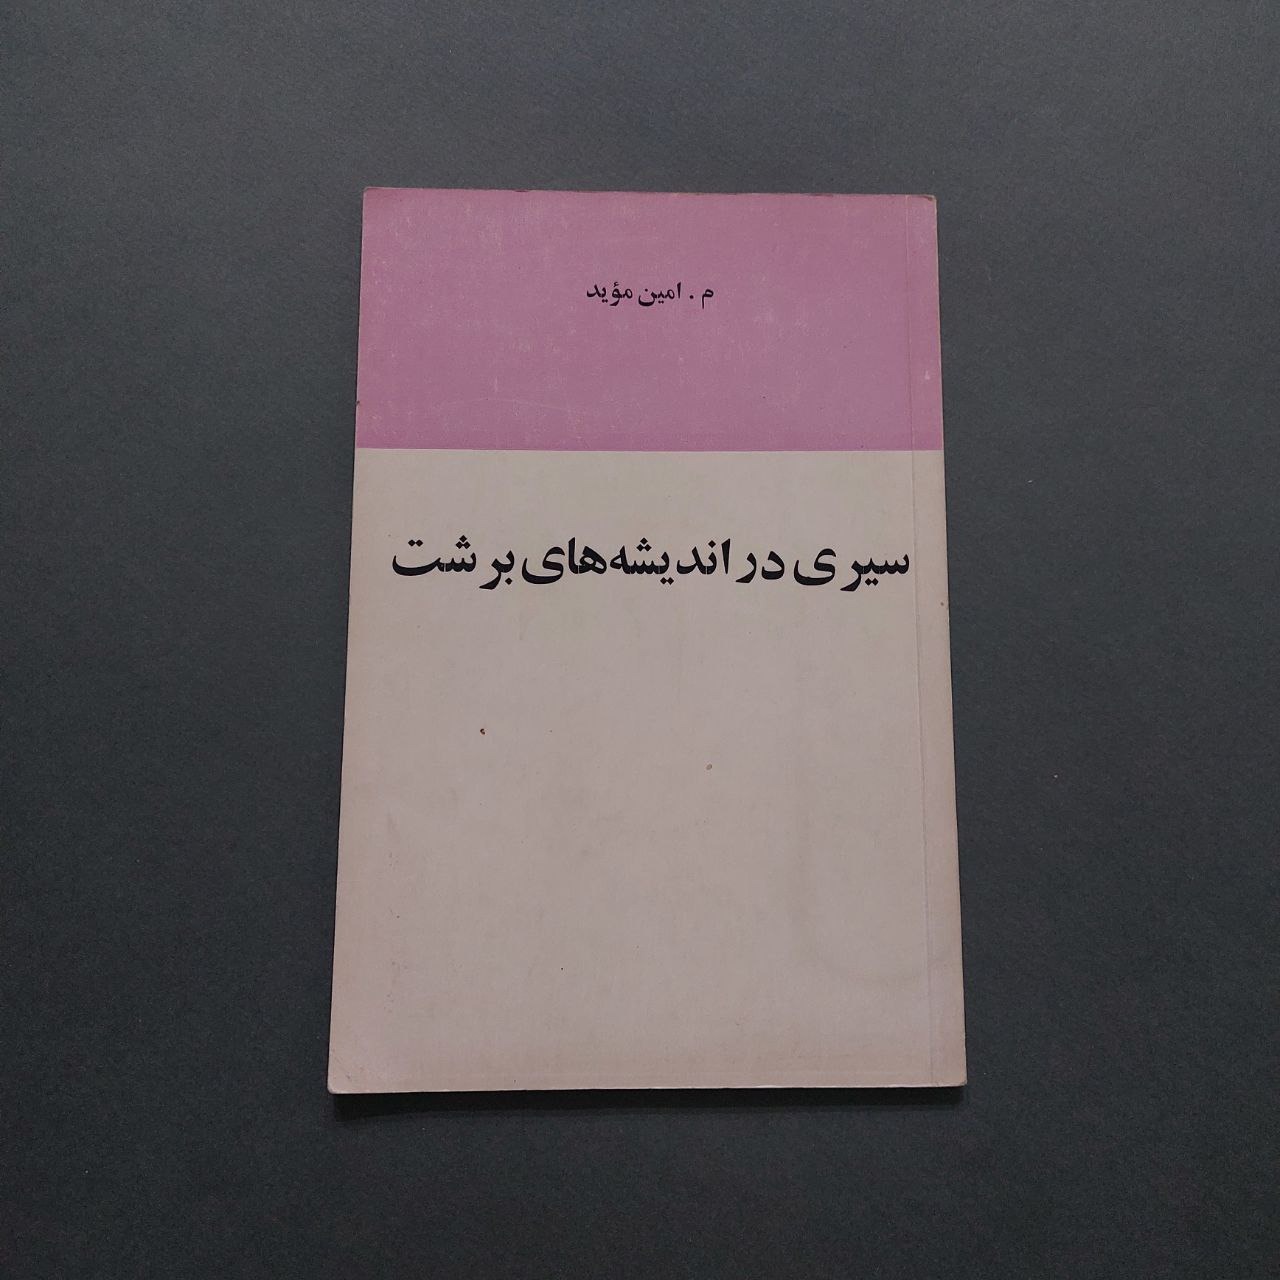 م. امین مؤید
سیری در اندیشه‌های برشت